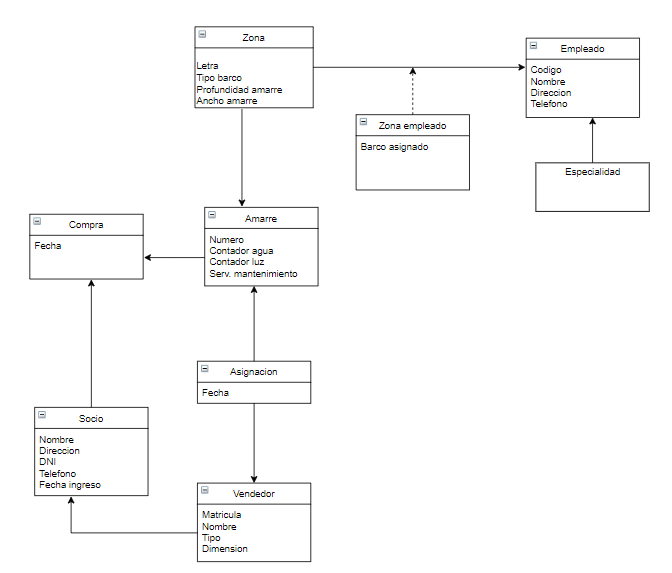 Zona
Letra
Tipo barco
Profundidad amarre
Ancho amarre
Empleado
Codigo
Nombre
Direccion
Telefono
Zona empleado
Barco asignado
Especialidad
Compra
Fecha
Amarre
Numero
Contador agua
Contador luz
Serv. mantenimiento
Asignacion
Fecha
Socio
Nombre
Direccion
DNI
Telefono
Fecha ingreso
Vendedor
Matricula
Nombre
Tipo
Dimension